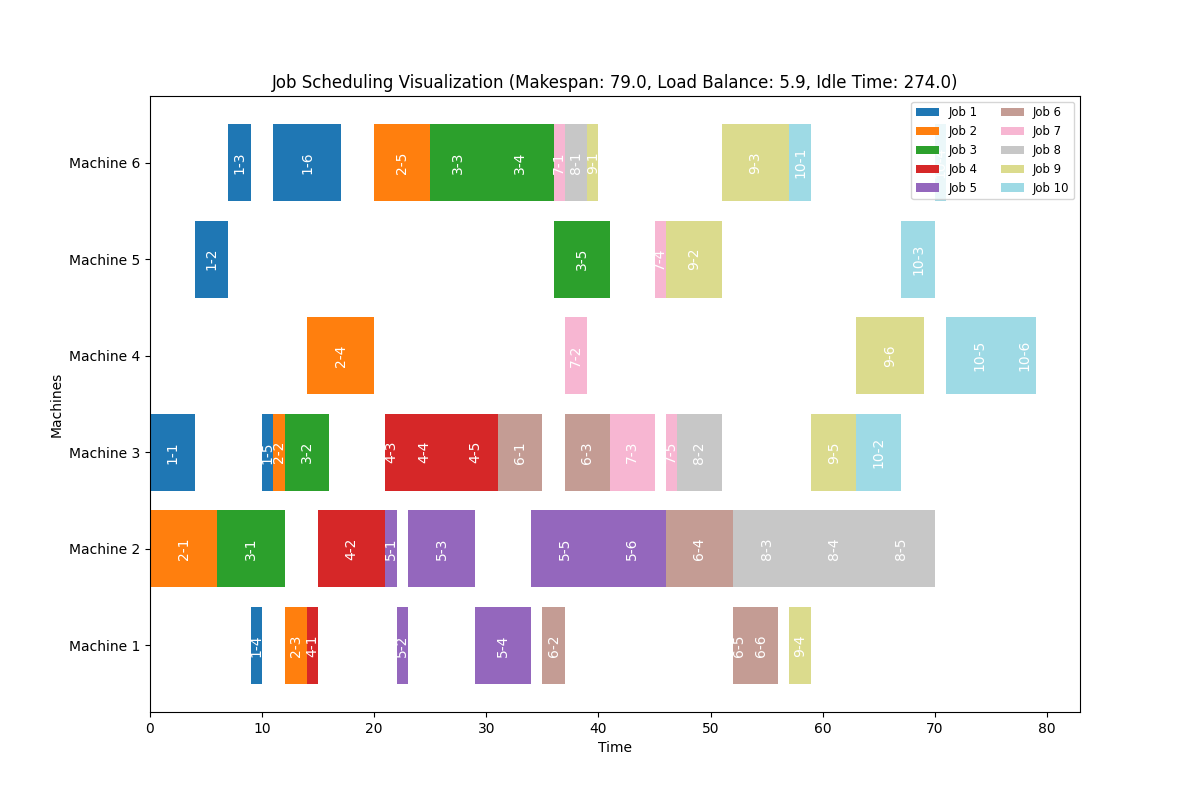 Job Scheduling Visualization (Makespan: 79.0, Load Balance: 5.9, Idle Time: 274.0)
Job 1
Job 2
Job 3
Job 4
Job 5
Job 6
Job 7
Job 8
Job 9
Job 10
Machines
Machine 6
1-3
1-6
2-5
3-3
3-4
7-1
8-1
9-1
9-3
10-1
Machine 5
1-2
3-5
7-4
9-2
10-3
Machine 4
2-4
7-2
9-6
10-5
10-6
Machine 3
1-1
1-5
2-2
3-2
4-3
4-4
4-5
6-1
6-3
7-3
7-5
8-2
9-5
10-2
Machine 2
2-1
3-1
4-2
5-1
5-3
5-5
5-6
6-4
8-3
8-4
8-5
Machine 1
1-4
2-3
4-1
5-2
5-4
6-2
6-5
6-6
9-4
0 10 20 30 40 50 60 70 80
Time